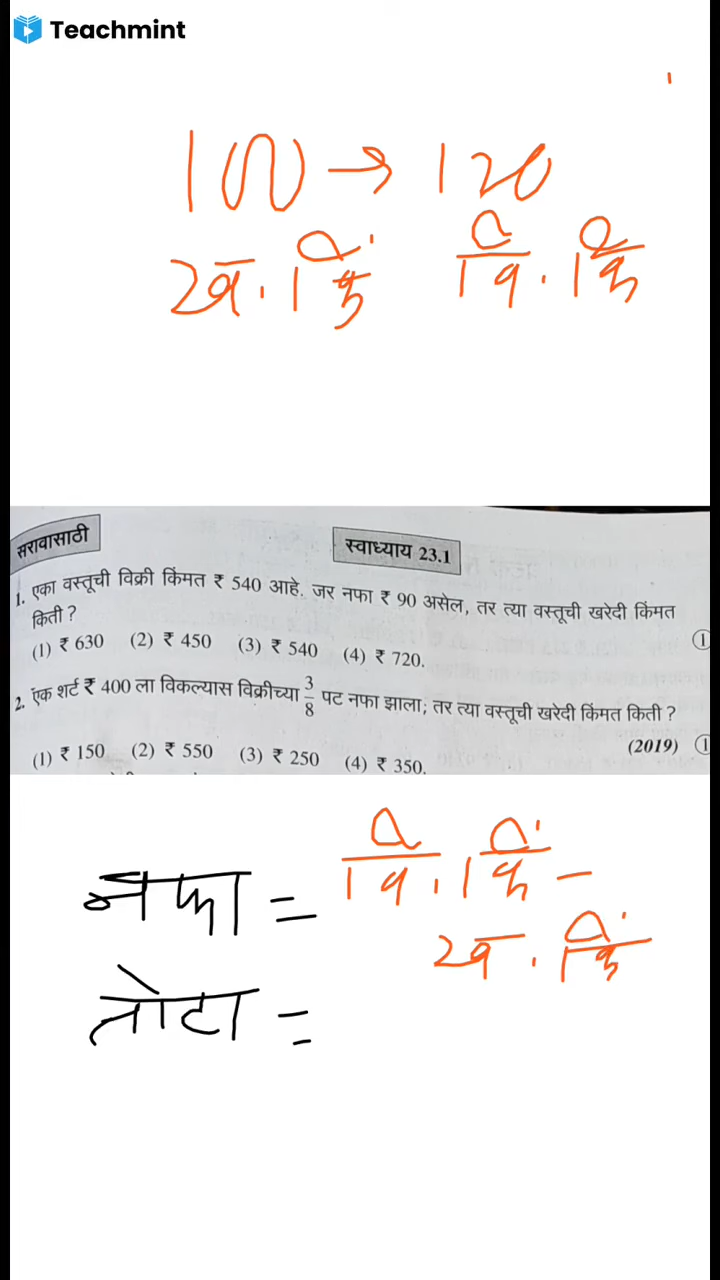 Teachmint
100 → 120
ख. किं वि. किं
सरावासाठी
स्वाध्याय 23.1
1. एका वस्तूची विक्री किंमत ₹ 540 आहे. जर नफा ₹ 90 असेल, तर त्या वस्तूची खरेदी किंमत
किती ?
(1) ₹ 630 (2) ₹ 450 (3) ₹ 540 (4) ₹ 720.
2. एक शर्ट ₹ 400 ला विकल्यास विक्रीच्या 3/8 पट नफा झाला; तर त्या वस्तूची खरेदी किंमत किती ?
(2019)
(1) ₹ 150 (2) ₹ 550 (3) ₹ 250 (4) ₹ 350.
नफा = वि. किं –
ख. किं
तोटा =